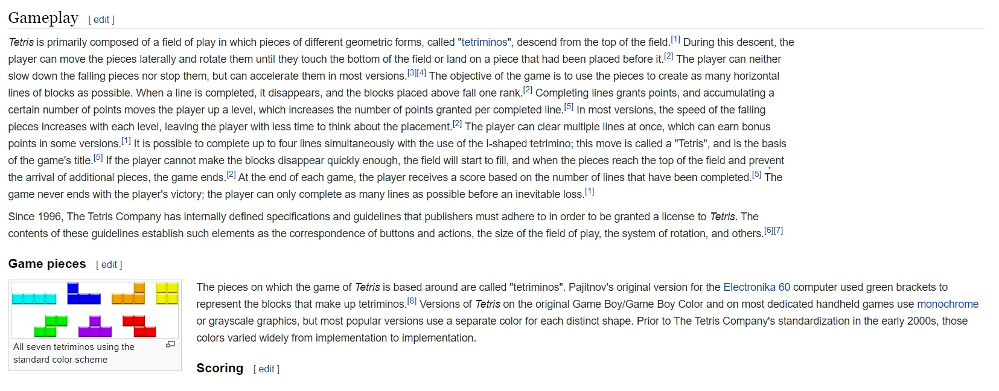 Gameplay [ edit ]
Tetris is primarily composed of a field of play in which pieces of different geometric forms, called "tetriminos", descend from the top of the field.[1] During this descent, the
player can move the pieces laterally and rotate them until they touch the bottom of the field or land on a piece that had been placed before it.[2] The player can neither
slow down the falling pieces nor stop them, but can accelerate them in most versions.[3][4] The objective of the game is to use the pieces to create as many horizontal
lines of blocks as possible. When a line is completed, it disappears, and the blocks placed above fall one rank.[2] Completing lines grants points, and accumulating a
certain number of points moves the player up a level, which increases the number of points granted per completed line.[5] In most versions, the speed of the falling
pieces increases with each level, leaving the player with less time to think about the placement.[2] The player can clear multiple lines at once, which can earn bonus
points in some versions.[1] It is possible to complete up to four lines simultaneously with the use of the I-shaped tetrimino; this move is called a "Tetris", and is the basis
of the game's title.[5] If the player cannot make the blocks disappear quickly enough, the field will start to fill, and when the pieces reach the top of the field and prevent
the arrival of additional pieces, the game ends.[2] At the end of each game, the player receives a score based on the number of lines that have been completed.[5] The
game never ends with the player's victory; the player can only complete as many lines as possible before an inevitable loss.[1]
Since 1996, The Tetris Company has internally defined specifications and guidelines that publishers must adhere to in order to be granted a license to Tetris. The
contents of these guidelines establish such elements as the correspondence of buttons and actions, the size of the field of play, the system of rotation, and others.[6][7]
Game pieces [ edit ]
All seven tetriminos using the
standard color scheme
The pieces on which the game of Tetris is based around are called "tetriminos". Pajitnov's original version for the Electronika 60 computer used green brackets to
represent the blocks that make up tetriminos.[8] Versions of Tetris on the original Game Boy/Game Boy Color and on most dedicated handheld games use monochrome
or grayscale graphics, but most popular versions use a separate color for each distinct shape. Prior to The Tetris Company's standardization in the early 2000s, those
colors varied widely from implementation to implementation.
Scoring [ edit ]